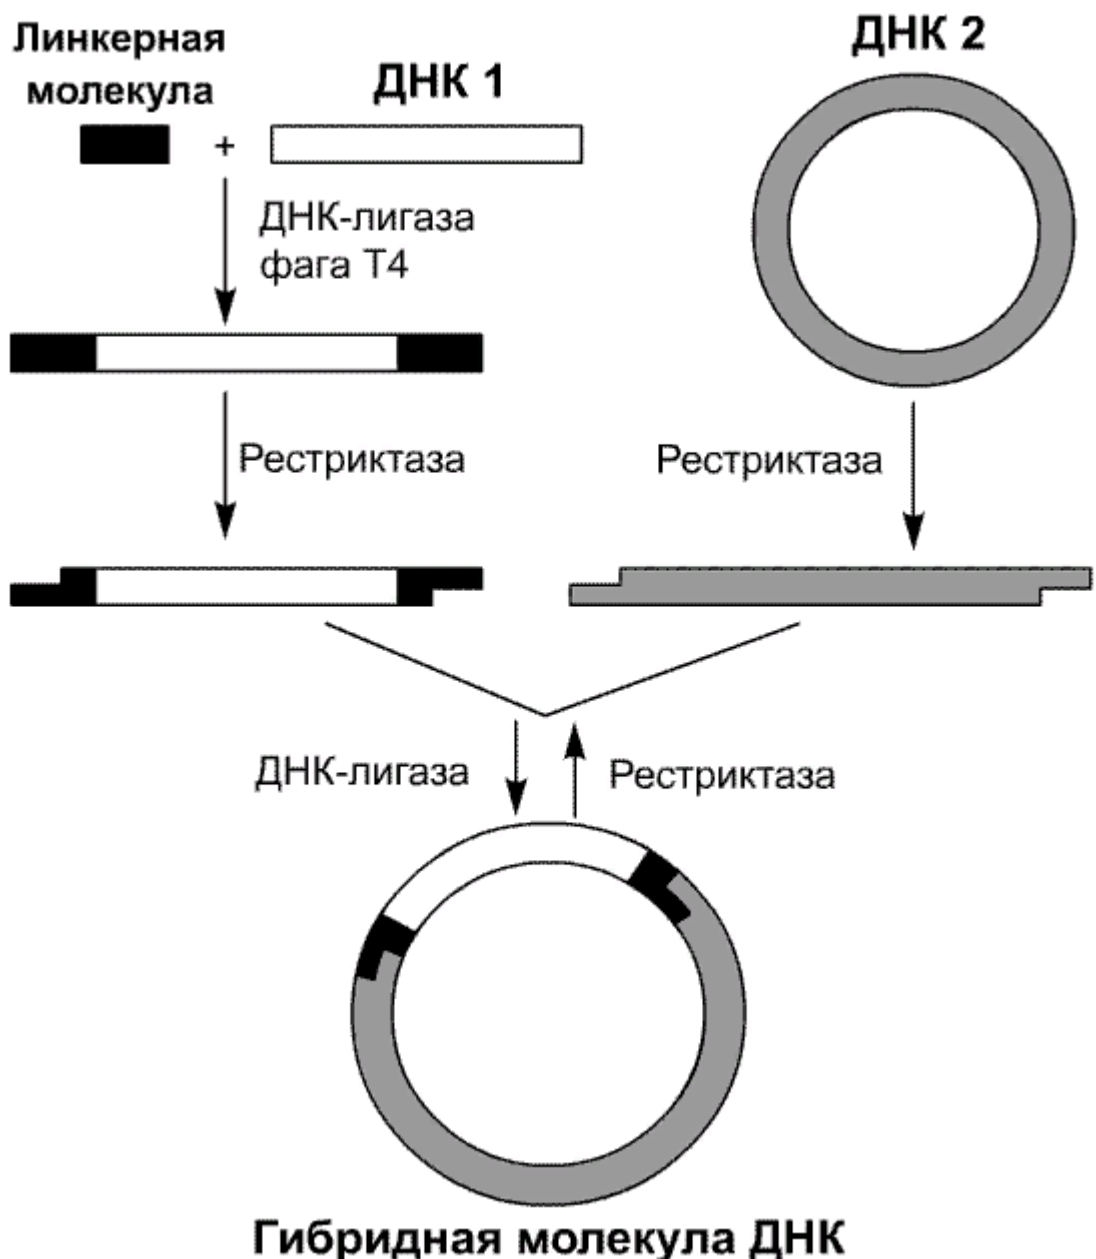 Линкерная
молекула
ДНК 1
ДНК 2
+
ДНК-лигаза
фага Т4
Рестриктаза
Рестриктаза
ДНК-лигаза
Рестриктаза
Гибридная молекула ДНК